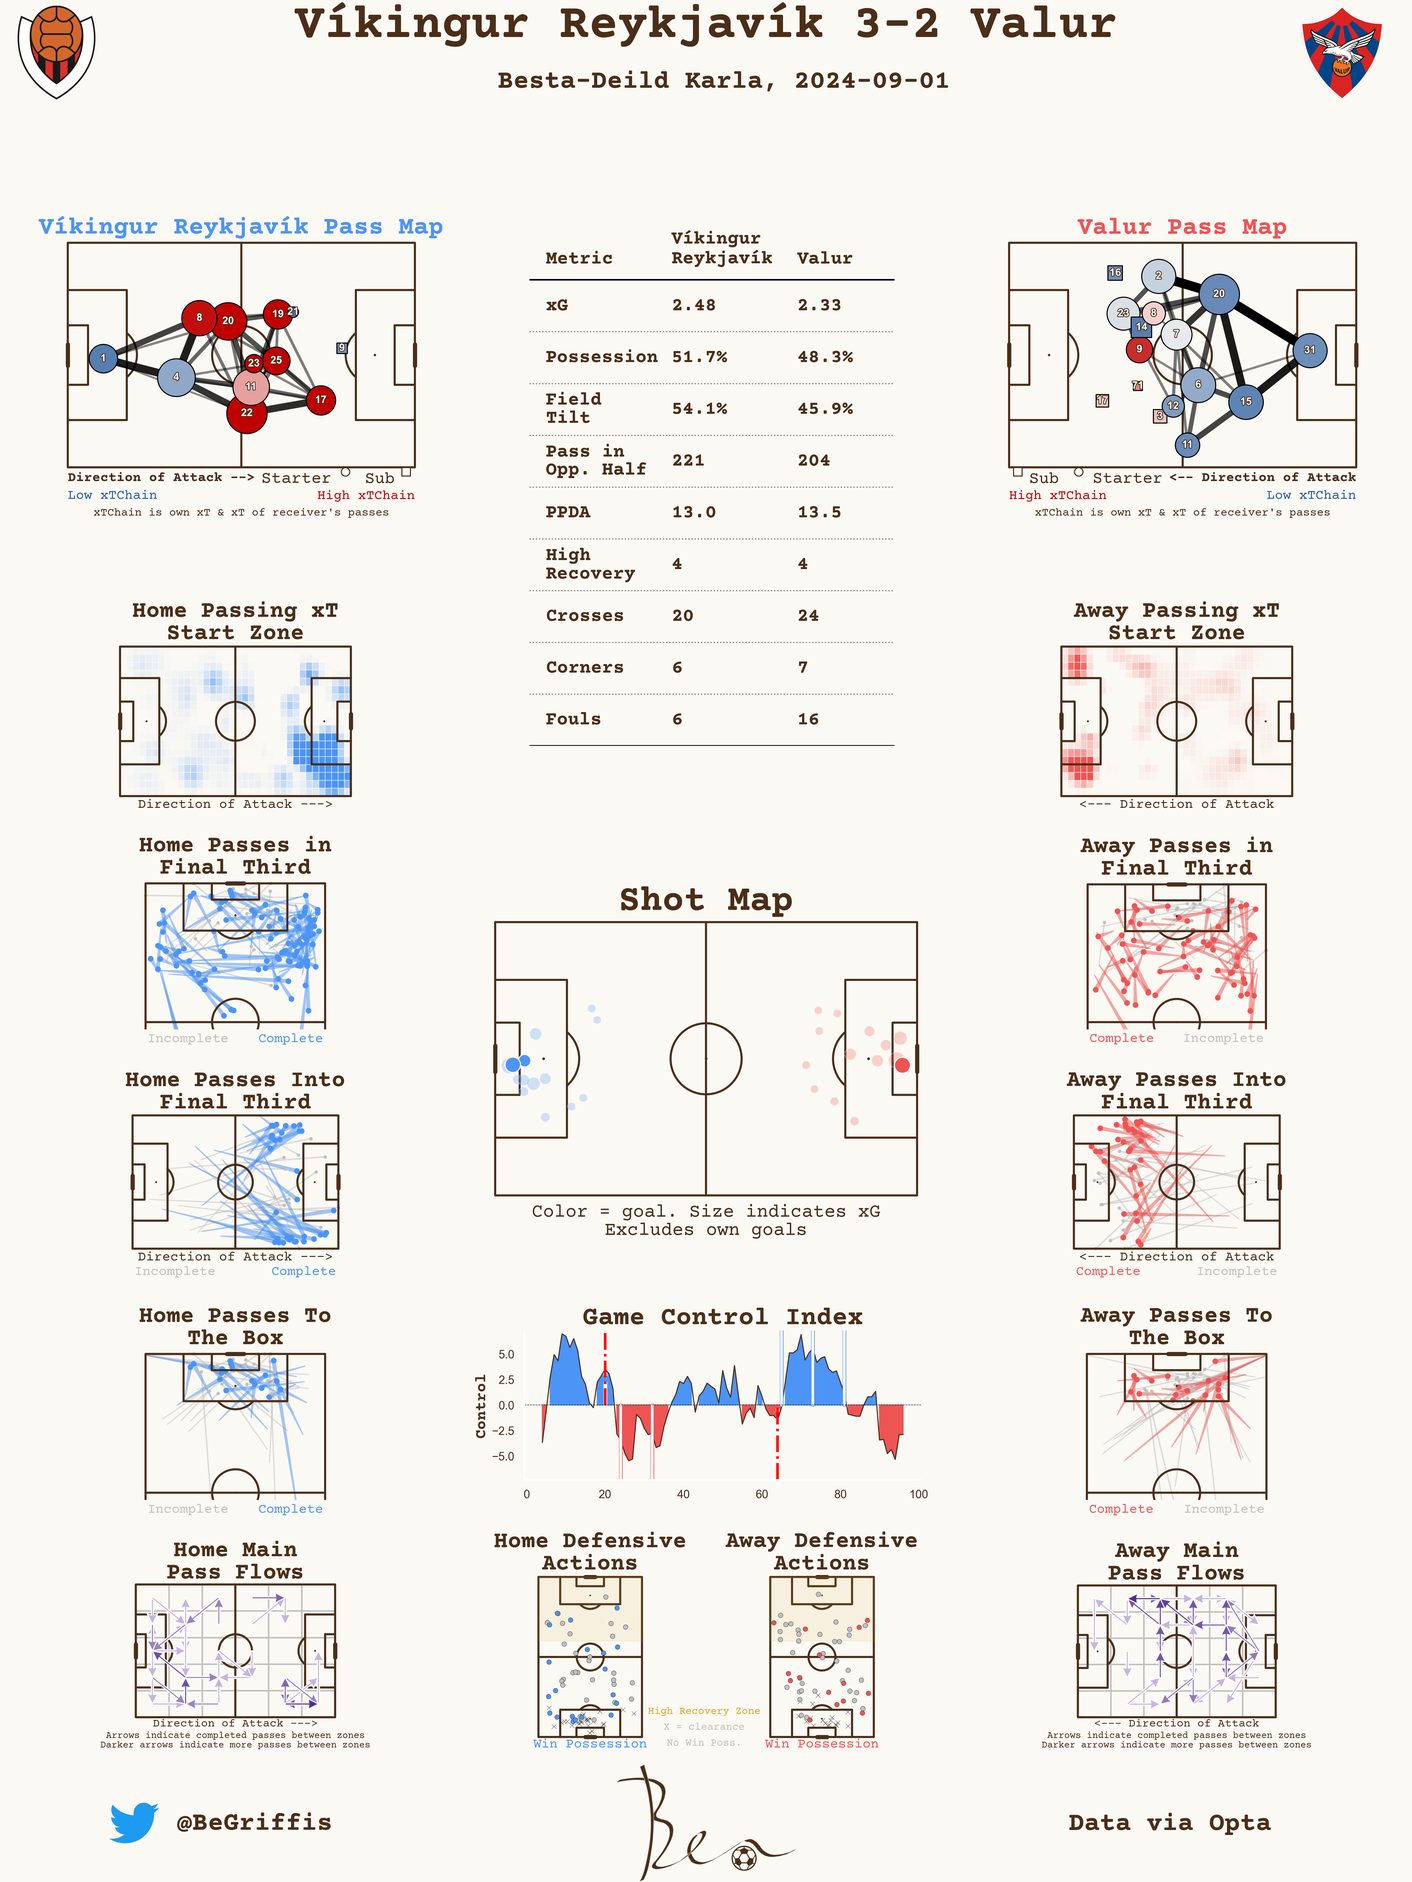 Víkingur Reykjavík 3-2 Valur
Besta-Deild Karla, 2024-09-01
VALUR
Víkingur Reykjavík Pass Map
1
4
8
20
19
21
9
23
25
11
22
17
Direction of Attack -->
Starter
Sub
Low xTChain
High xTChain
xTChain is own xT & xT of receiver's passes
Metric
Víkingur
Reykjavík
Valur
xG 2.48 2.33
Possession 51.7% 48.3%
Field
Tilt
54.1% 45.9%
Pass in
Opp. Half
221 204
PPDA 13.0 13.5
High
Recovery
4 4
Crosses 20 24
Corners 6 7
Fouls 6 16
Valur Pass Map
16
2
20
23
8
14
7
9
31
71
6
17
12
15
3
11
Sub
Starter
<-- Direction of Attack
High xTChain
Low xTChain
xTChain is own xT & xT of receiver's passes
Home Passing xT
Start Zone
Direction of Attack --->
Away Passing xT
Start Zone
<--- Direction of Attack
Home Passes in
Final Third
Incomplete
Complete
Shot Map
Color = goal. Size indicates xG
Excludes own goals
Away Passes in
Final Third
Complete
Incomplete
Home Passes Into
Final Third
Direction of Attack --->
Incomplete
Complete
Away Passes Into
Final Third
<--- Direction of Attack
Complete
Incomplete
Home Passes To
The Box
Incomplete
Complete
Game Control Index
Control
5.0
2.5
0.0
−2.5
−5.0
0 20 40 60 80 100
Away Passes To
The Box
Complete
Incomplete
Home Main
Pass Flows
Direction of Attack --->
Arrows indicate completed passes between zones
Darker arrows indicate more passes between zones
Home Defensive
Actions
Win Possession
Away Defensive
Actions
Win Possession
High Recovery Zone
X = clearance
No Win Poss.
Away Main
Pass Flows
<--- Direction of Attack
Arrows indicate completed passes between zones
Darker arrows indicate more passes between zones
@BeGriffis
Ben
Data via Opta